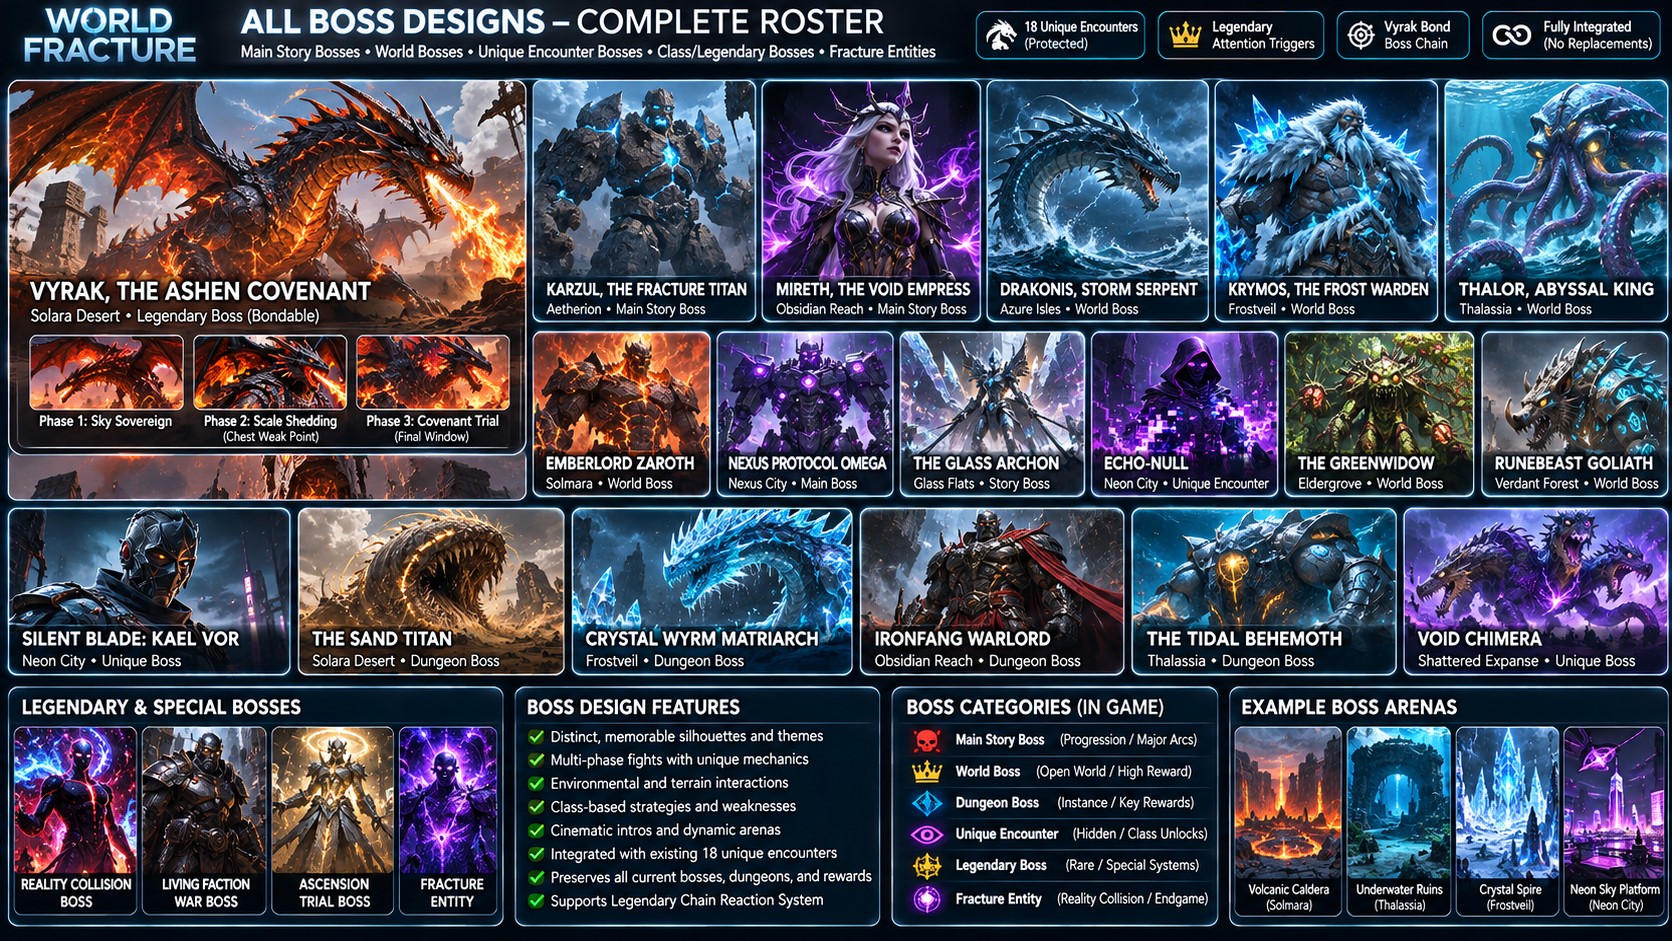 WORLD
FRACTURE
ALL BOSS DESIGNS – COMPLETE ROSTER
Main Story Bosses • World Bosses • Unique Encounter Bosses • Class/Legendary Bosses • Fracture Entities
18 Unique Encounters
(Protected)
Legendary
Attention Triggers
Vyrak Bond
Boss Chain
Fully Integrated
(No Replacements)
VYRAK, THE ASHEN COVENANT
Solara Desert • Legendary Boss (Bondable)
Phase 1: Sky Sovereign
Phase 2: Scale Shedding
(Chest Weak Point)
Phase 3: Covenant Trial
(Final Window)
KARZUL, THE FRACTURE TITAN
Aetherion • Main Story Boss
MIRETH, THE VOID EMPRESS
Obsidian Reach • Main Story Boss
DRAKONIS, STORM SERPENT
Azure Isles • World Boss
KRYMOS, THE FROST WARDEN
Frostveil • World Boss
THALOR, ABYSSAL KING
Thalassia • World Boss
EMBERLORD ZAROTH
Solmara • World Boss
NEXUS PROTOCOL OMEGA
Nexus City • Main Boss
THE GLASS ARCHON
Glass Flats • Story Boss
ECHO-NULL
Neon City • Unique Encounter
THE GREENWIDOW
Eldergrove • World Boss
RUNEBEAST GOLIATH
Verdant Forest • World Boss
SILENT BLADE: KAEL VOR
Neon City • Unique Boss
THE SAND TITAN
Solara Desert • Dungeon Boss
CRYSTAL WYRM MATRIARCH
Frostveil • Dungeon Boss
IRONFANG WARLORD
Obsidian Reach • Dungeon Boss
THE TIDAL BEHEMOTH
Thalassia • Dungeon Boss
VOID CHIMERA
Shattered Expanse • Unique Boss
LEGENDARY & SPECIAL BOSSES
REALITY COLLISION
BOSS
LIVING FACTION
WAR BOSS
ASCENSION
TRIAL BOSS
FRACTURE
ENTITY
BOSS DESIGN FEATURES
Distinct, memorable silhouettes and themes
Multi-phase fights with unique mechanics
Environmental and terrain interactions
Class-based strategies and weaknesses
Cinematic intros and dynamic arenas
Integrated with existing 18 unique encounters
Preserves all current bosses, dungeons, and rewards
Supports Legendary Chain Reaction System
BOSS CATEGORIES (IN GAME)
Main Story Boss (Progression / Major Arcs)
World Boss (Open World / High Reward)
Dungeon Boss (Instance / Key Rewards)
Unique Encounter (Hidden / Class Unlocks)
Legendary Boss (Rare / Special Systems)
Fracture Entity (Reality Collision / Endgame)
EXAMPLE BOSS ARENAS
Volcanic Caldera
(Solmara)
Underwater Ruins
(Thalassia)
Crystal Spire
(Frostveil)
Neon Sky Platform
(Neon City)